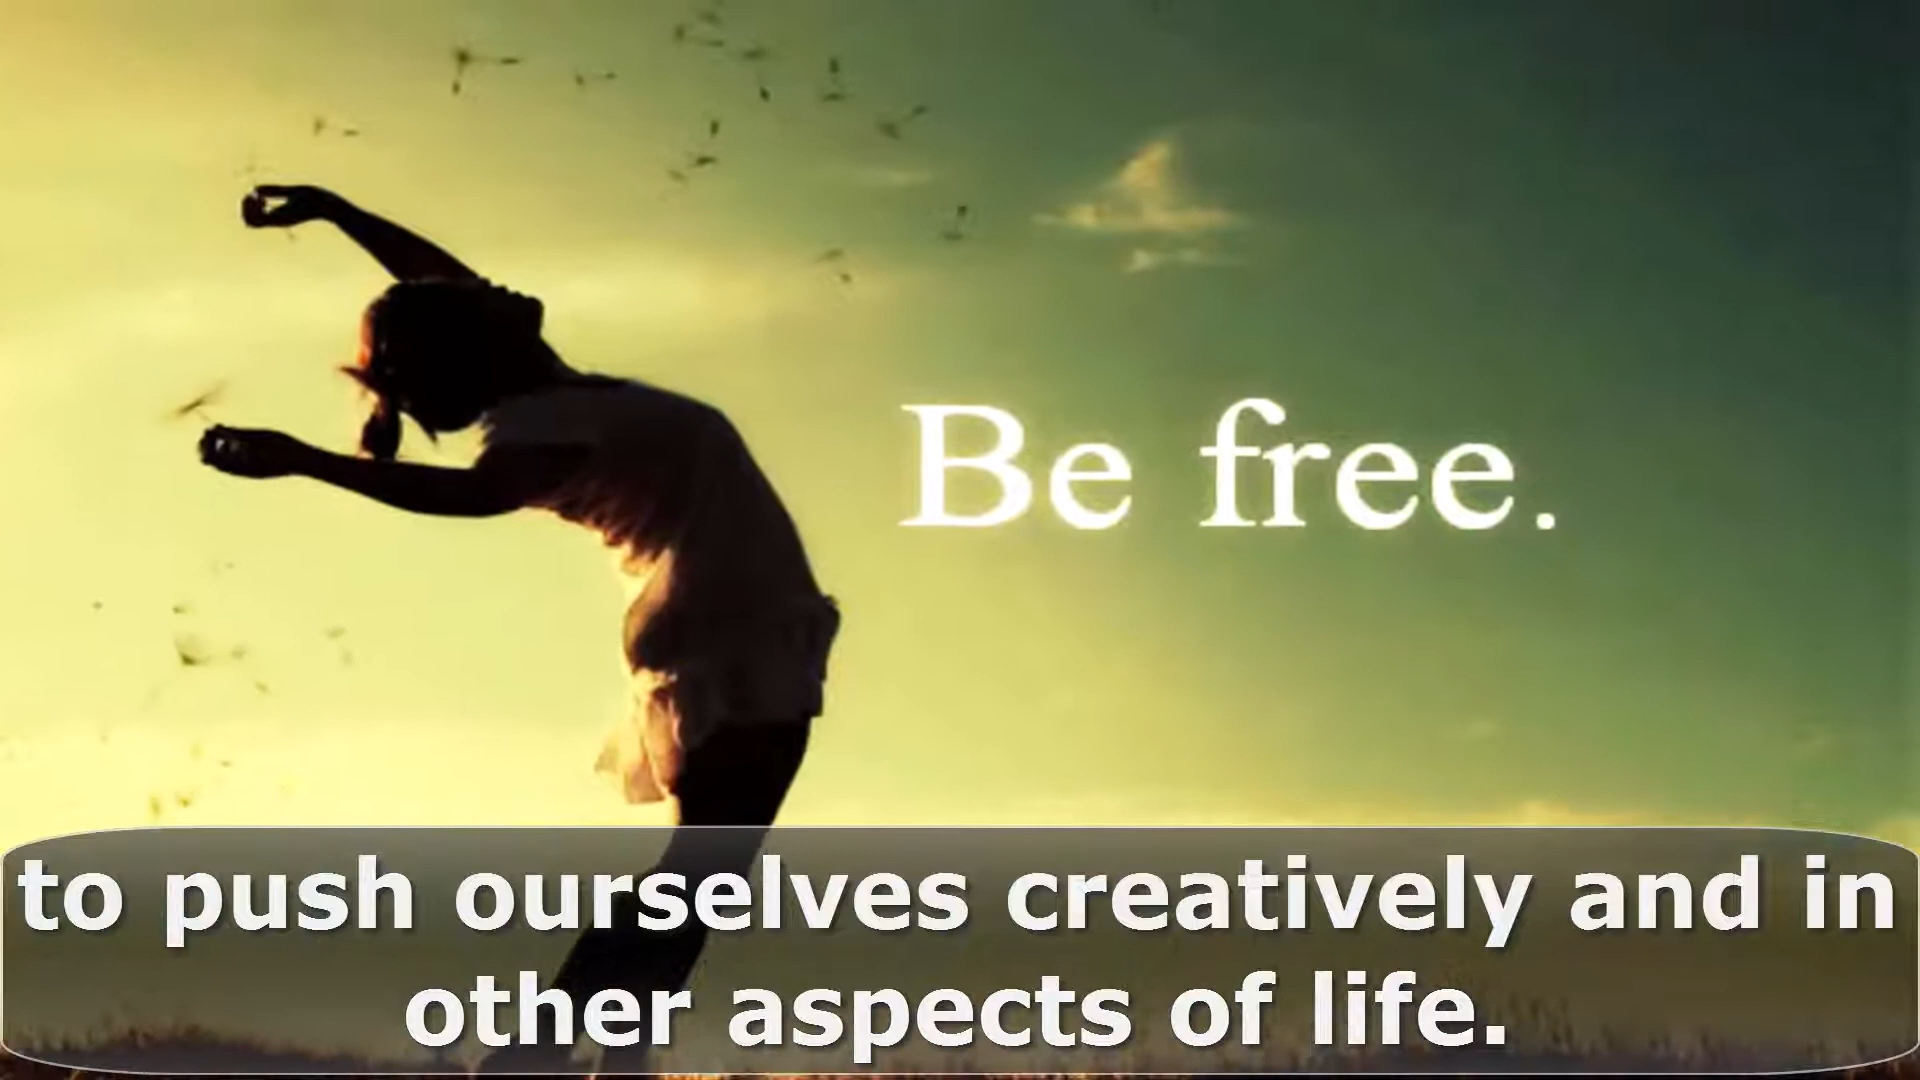 Be free.
to push ourselves creatively and in
other aspects of life.